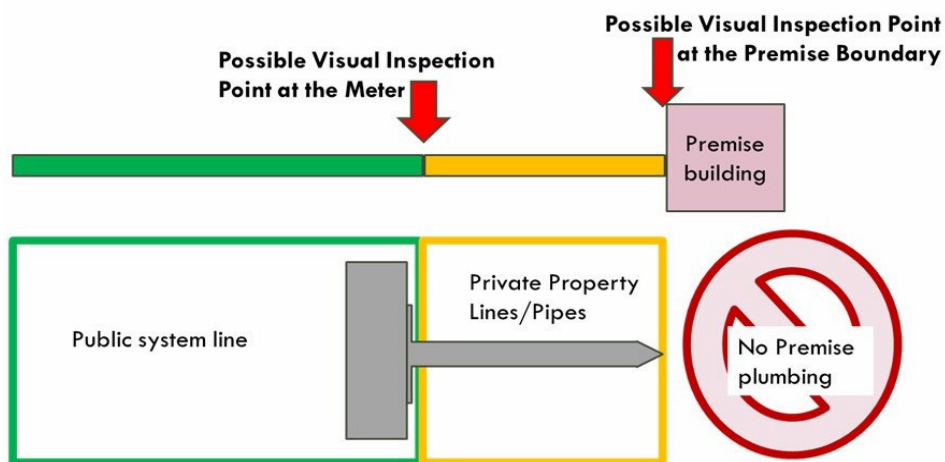 Possible Visual Inspection Point
at the Premise Boundary
Possible Visual Inspection
Point at the Meter
Premise
building
Public system line
Private Property
Lines/Pipes
No Premise
plumbing